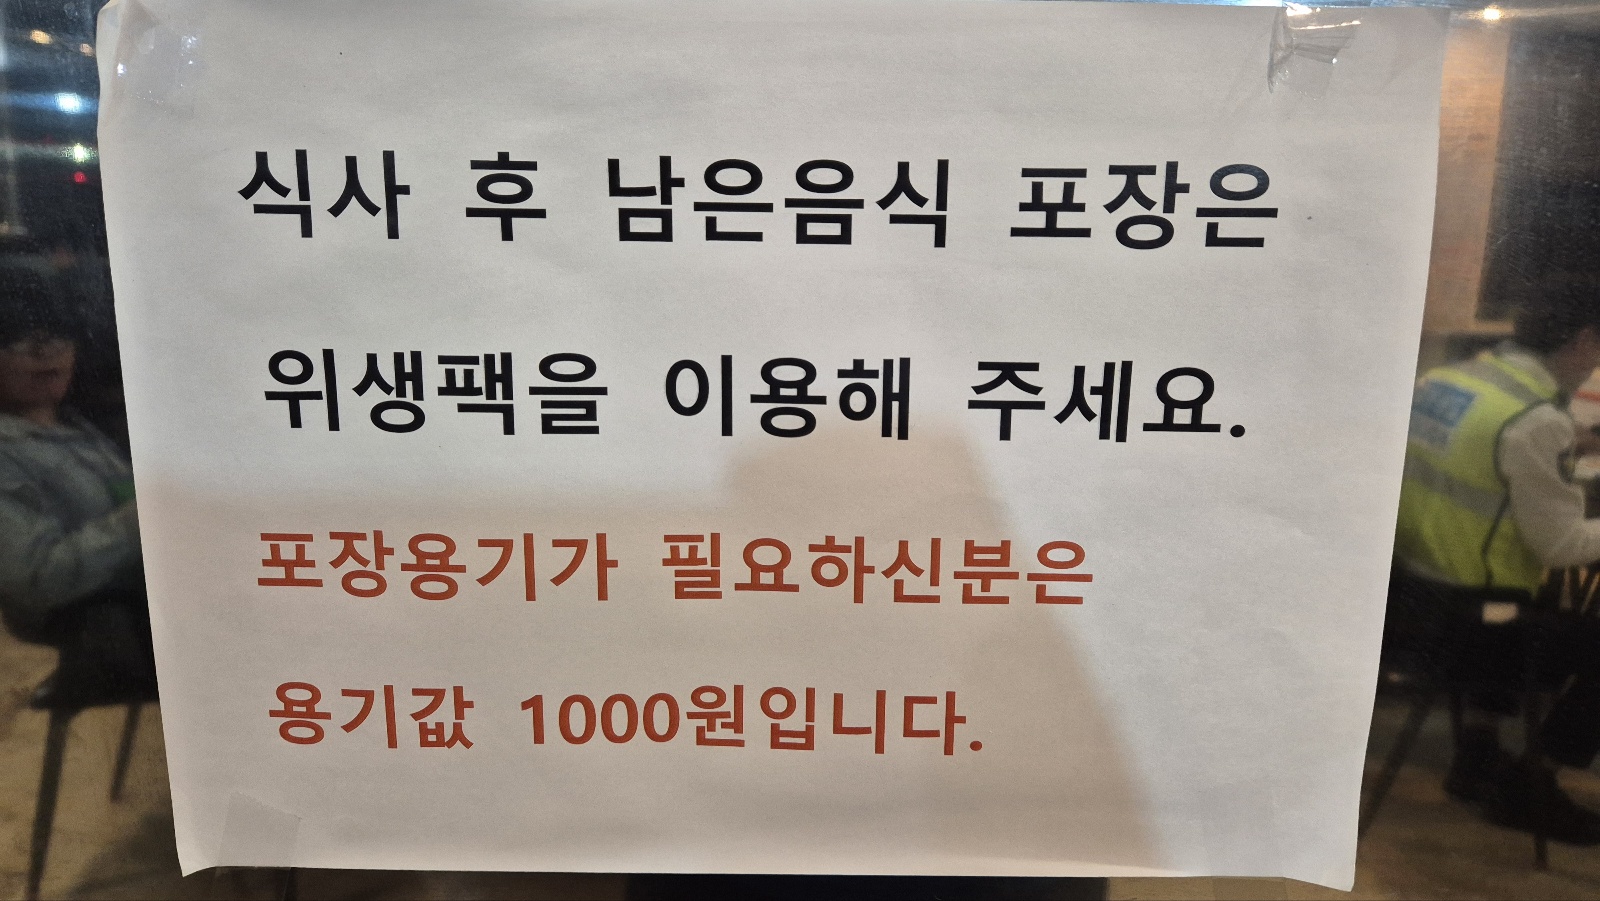 식사 후 남은음식 포장은
위생팩을 이용해 주세요.
포장용기가 필요하신분은
용기값 1000원입니다.